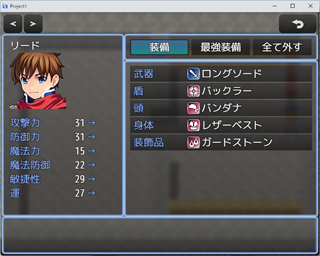 Project1
< >
リード
装備 最強装備 全て外す
武器 ロングソード
盾 バックラー
頭 バンダナ
身体 レザーベスト
装飾品 ガードストーン
攻撃力 31 →
防御力 31 →
魔法力 15 →
魔法防御 22 →
敏捷性 29 →
運 27 →